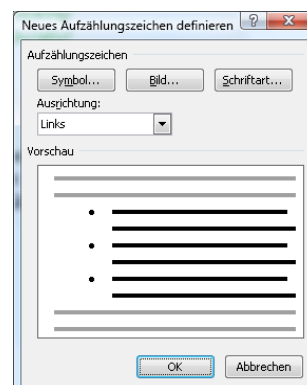 Neues Aufzählungszeichen definieren
Aufzählungszeichen
Symbol... Bild... Schriftart...
Ausrichtung:
Links
Vorschau
OK Abbrechen